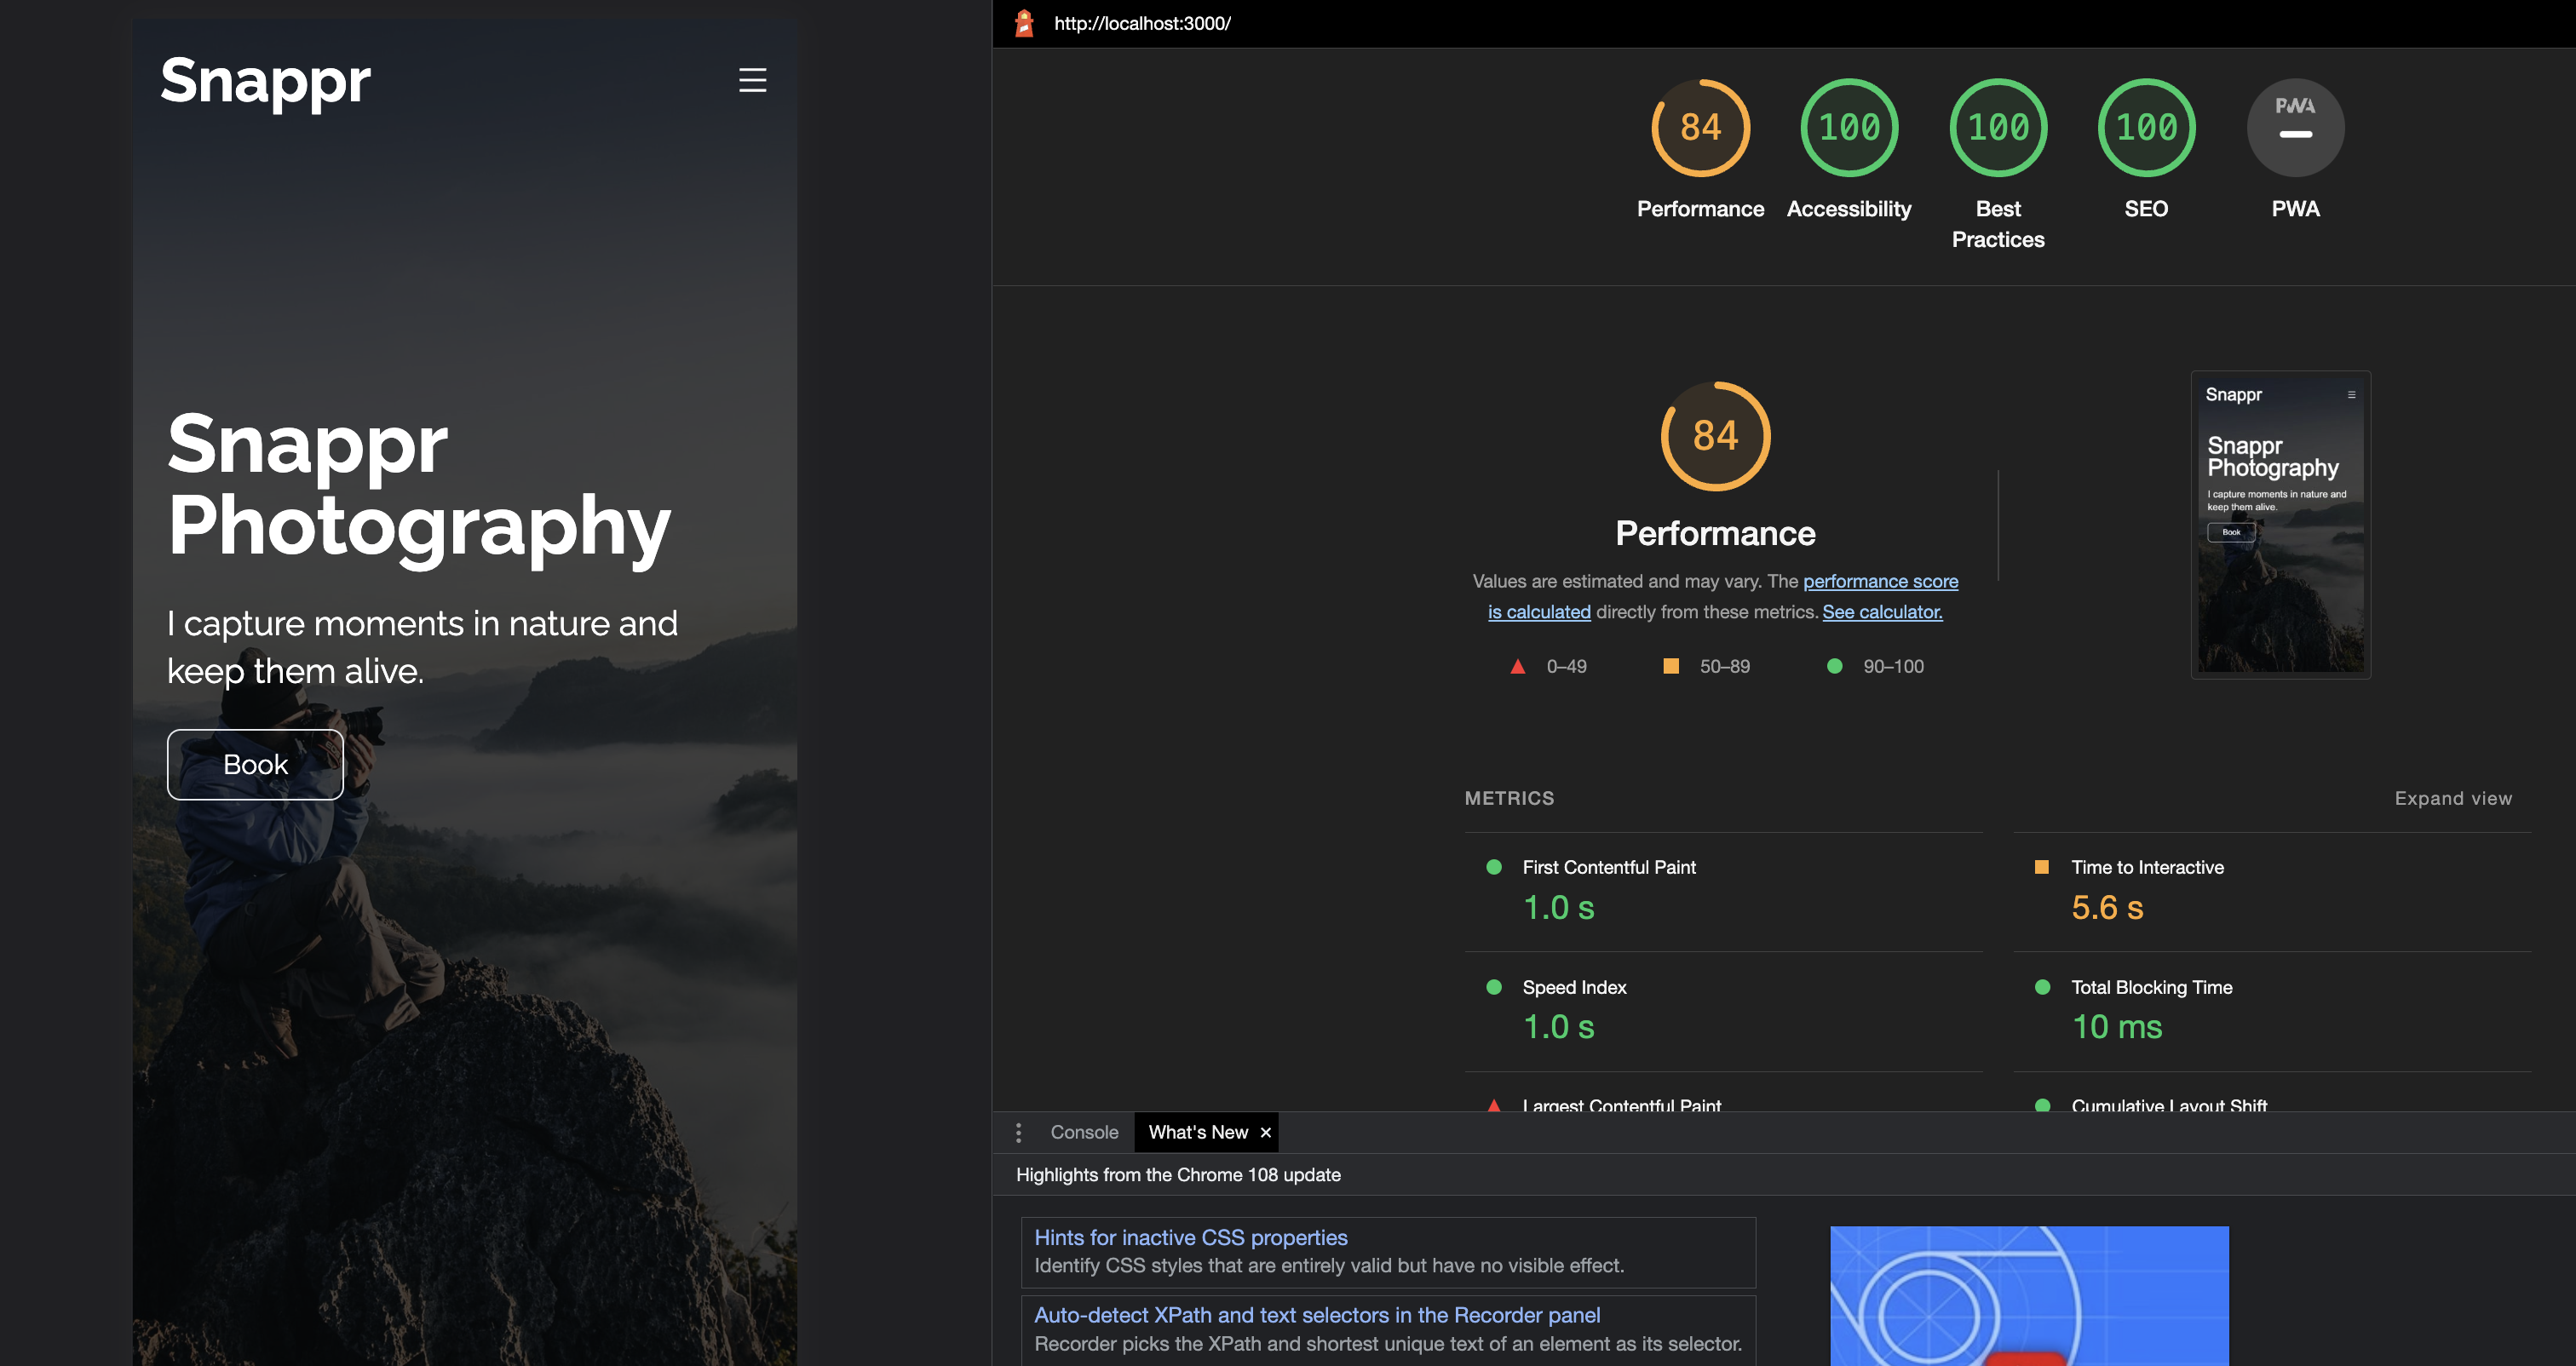 Snappr
Snappr
Photography
I capture moments in nature and
keep them alive.
Book
http://localhost:3000/
84
100
100
100
PWA
Performance
Accessibility
Best
Practices
SEO
PWA
84
Performance
Values are estimated and may vary. The performance score
is calculated directly from these metrics. See calculator.
0–49
50–89
90–100
Snappr
Snappr
Photography
I capture moments in nature and
keep them alive.
Book
METRICS
Expand view
First Contentful Paint
1.0 s
Time to Interactive
5.6 s
Speed Index
1.0 s
Total Blocking Time
10 ms
Largest Contentful Paint
Cumulative Layout Shift
Console
What's New
Highlights from the Chrome 108 update
Hints for inactive CSS properties
Identify CSS styles that are entirely valid but have no visible effect.
Auto-detect XPath and text selectors in the Recorder panel
Recorder picks the XPath and shortest unique text of an element as its selector.